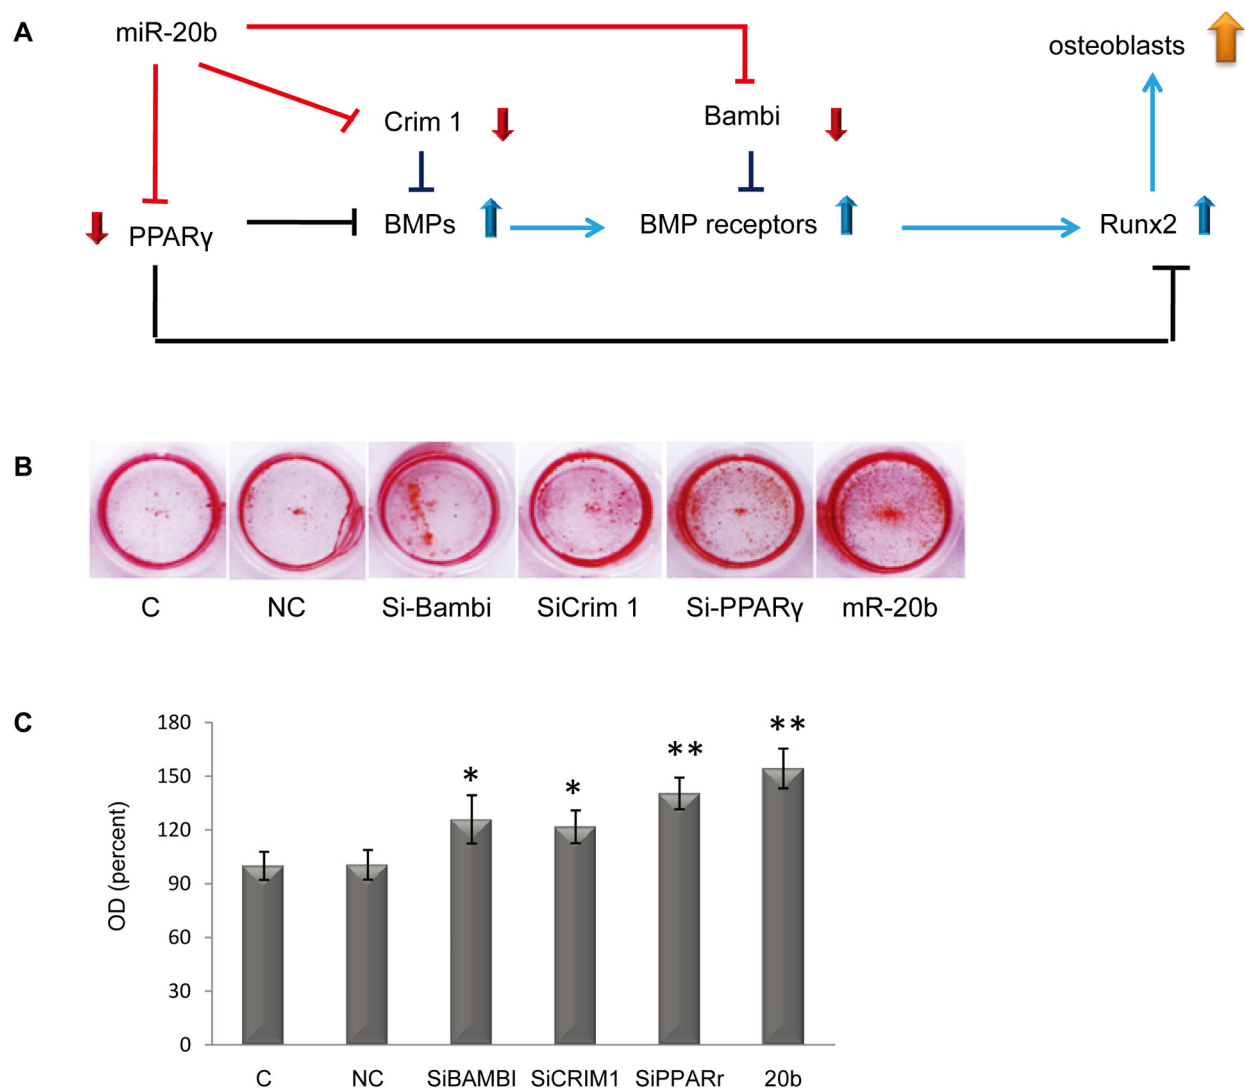 A
miR-20b
osteoblasts
Crim 1
Bambi
PPARγ
BMPs
BMP receptors
Runx2
B
C
NC
Si-Bambi
SiCrim 1
Si-PPARγ
mR-20b
C
180
150
120
90
60
30
0
OD (percent)
*
*
**
**
C
NC
SiBAMBI
SiCRIM1
SiPPARr
20b